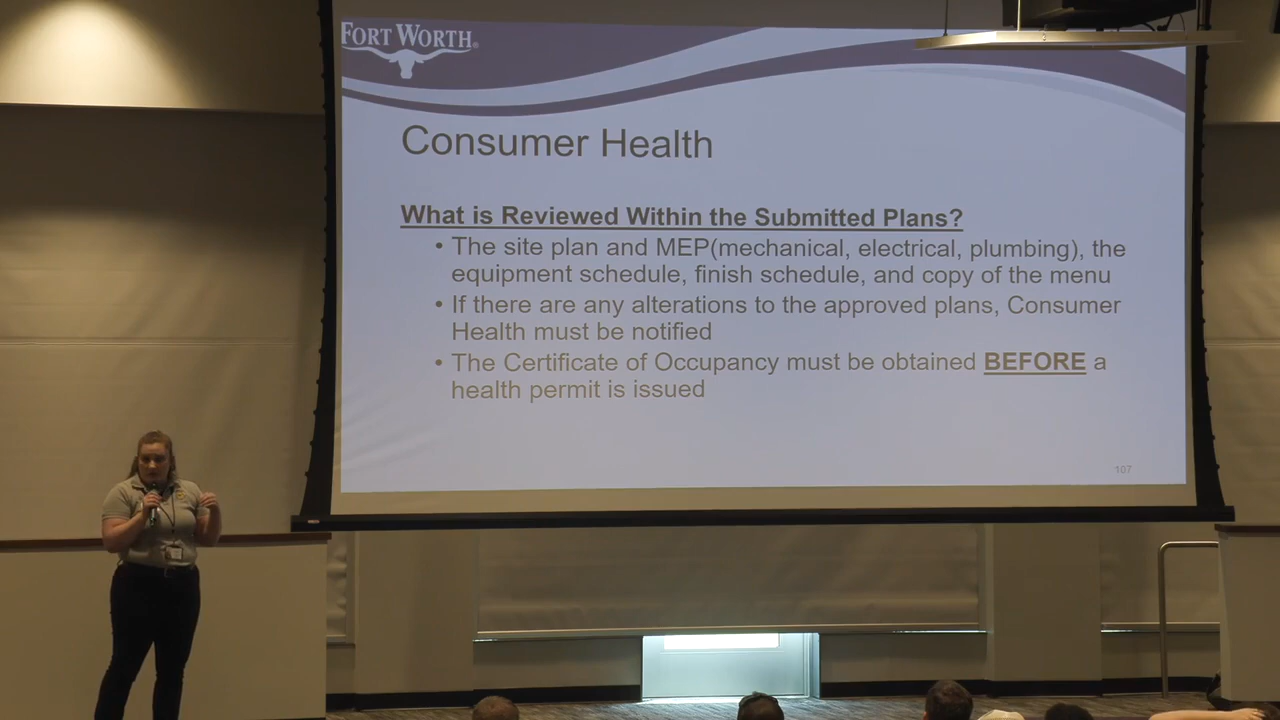 FORT WORTH®
Consumer Health
What is Reviewed Within the Submitted Plans?
• The site plan and MEP(mechanical, electrical, plumbing), the
equipment schedule, finish schedule, and copy of the menu
• If there are any alterations to the approved plans, Consumer
Health must be notified
• The Certificate of Occupancy must be obtained BEFORE a
health permit is issued
107